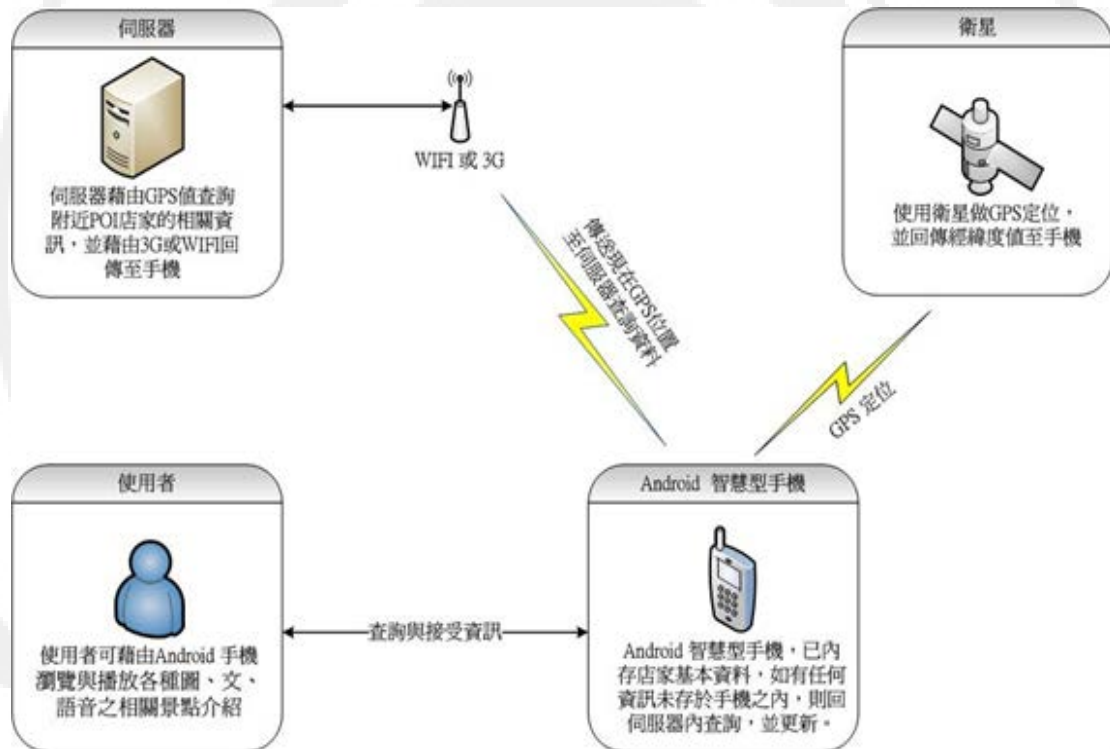 伺服器
伺服器藉由GPS值查詢
附近POI店家的相關資
訊，並藉由3G或WIFI回
傳至手機
WIFI 或 3G
衛星
使用衛星做GPS定位，
並回傳經緯度值至手機
傳送現在GPS位置
至伺服器查詢資料
GPS 定位
使用者
使用者可藉由Android 手機
瀏覽與播放各種圖、文、
語音之相關景點介紹
查詢與接受資訊
Android 智慧型手機
Android 智慧型手機，已內
存店家基本資料，如有任何
資訊未存於手機之內，則回
伺服器內查詢，並更新。